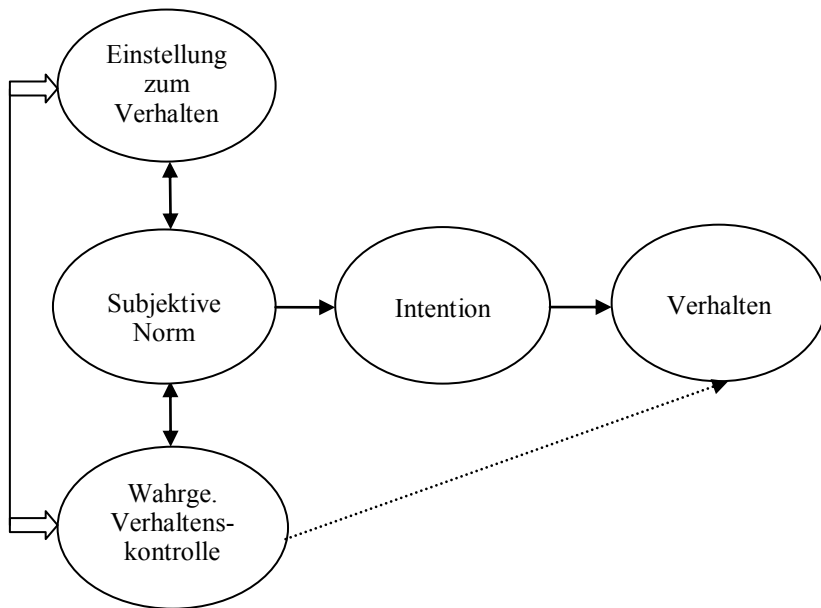 Einstellung
zum
Verhalten
Subjektive
Norm
Intention
Verhalten
Wahrge.
Verhaltens-
kontrolle